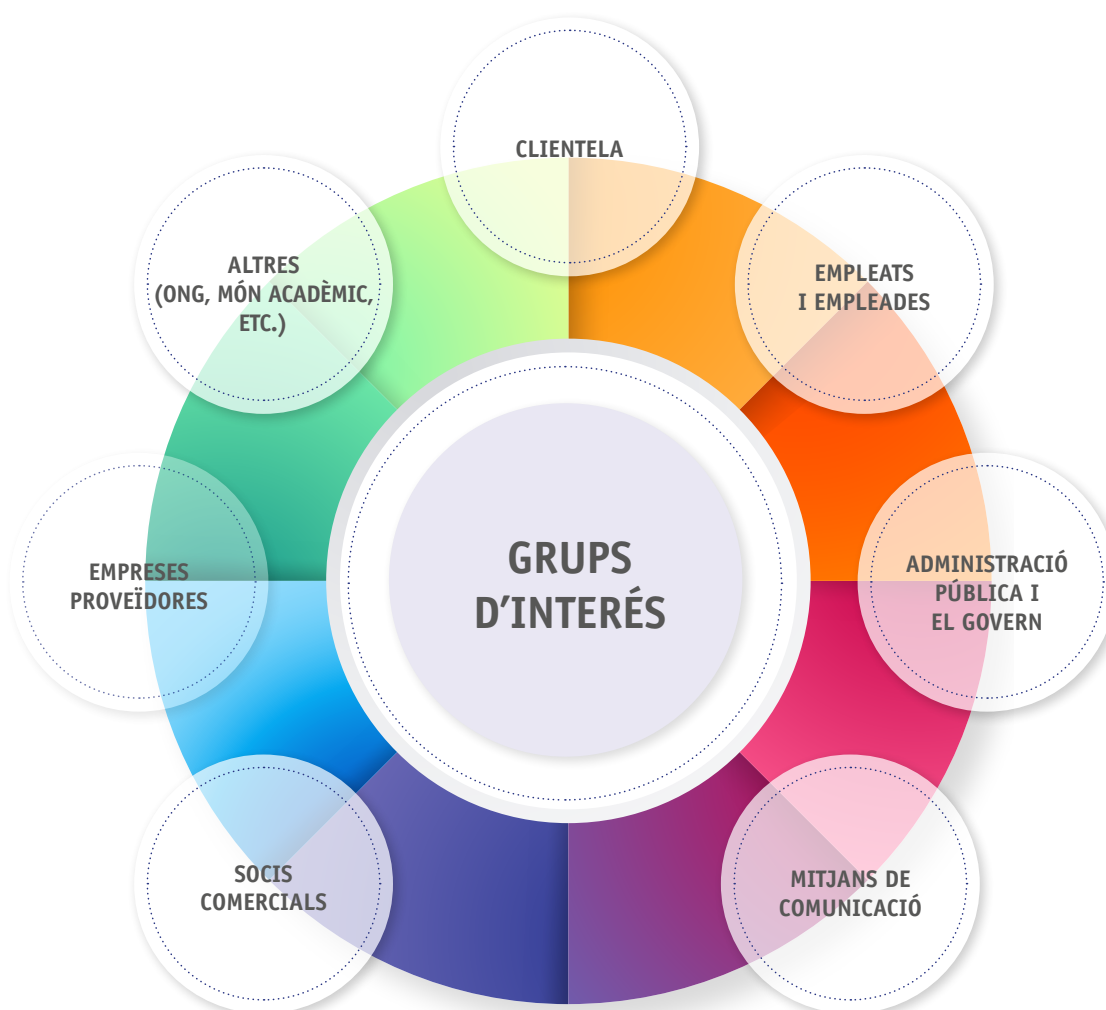 CLIENTELA
EMPLEATS
I EMPLEADES
ADMINISTRACIÓ
PÚBLICA I
EL GOVERN
MITJANS DE
COMUNICACIÓ
SOCIS
COMERCIALS
EMPRESES
PROVEÏDORES
ALTRES
(ONG, MÓN ACADÈMIC,
ETC.)
GRUPS
D’INTERÉS